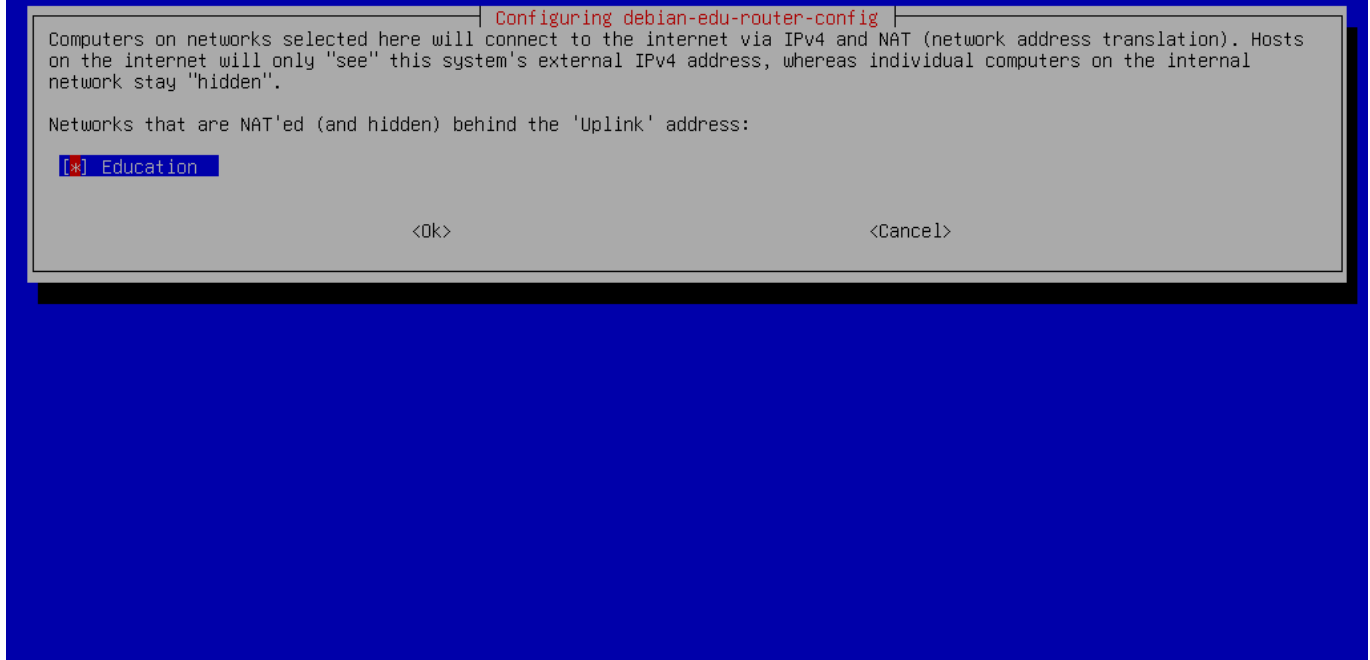 Configuring debian-edu-router-config
Computers on networks selected here will connect to the internet via IPv4 and NAT (network address translation). Hosts
on the internet will only "see" this system's external IPv4 address, whereas individual computers on the internal
network stay "hidden".
Networks that are NAT'ed (and hidden) behind the 'Uplink' address:
[*] Education
<Ok> <Cancel>